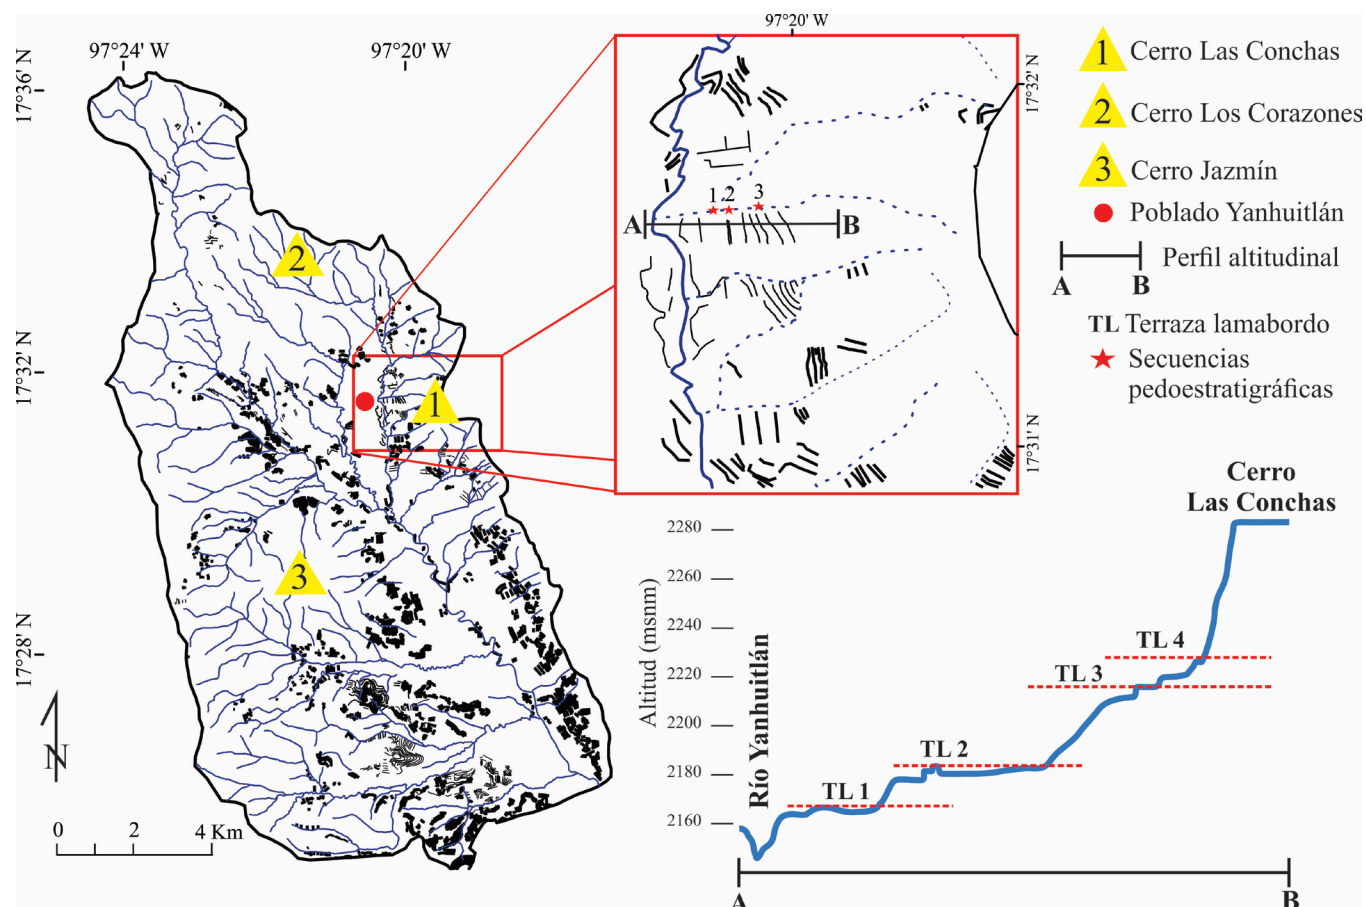 97°24' W
97°20' W
17°36' N
17°32' N
17°28' N
2
1
3
N
0 2 4 Km
97°20' W
17°32' N
17°31' N
1 2 3
A B
1 Cerro Las Conchas
2 Cerro Los Corazones
3 Cerro Jazmín
Poblado Yanhuitlán
Perfil altitudinal
A B
TL Terraza lamabordo
Secuencias
pedoestratigráficas
Cerro
Las Conchas
Altitud (msnm)
2280
2260
2240
2220
2200
2180
2160
Río Yanhuitlán
TL 1
TL 2
TL 3
TL 4
A B